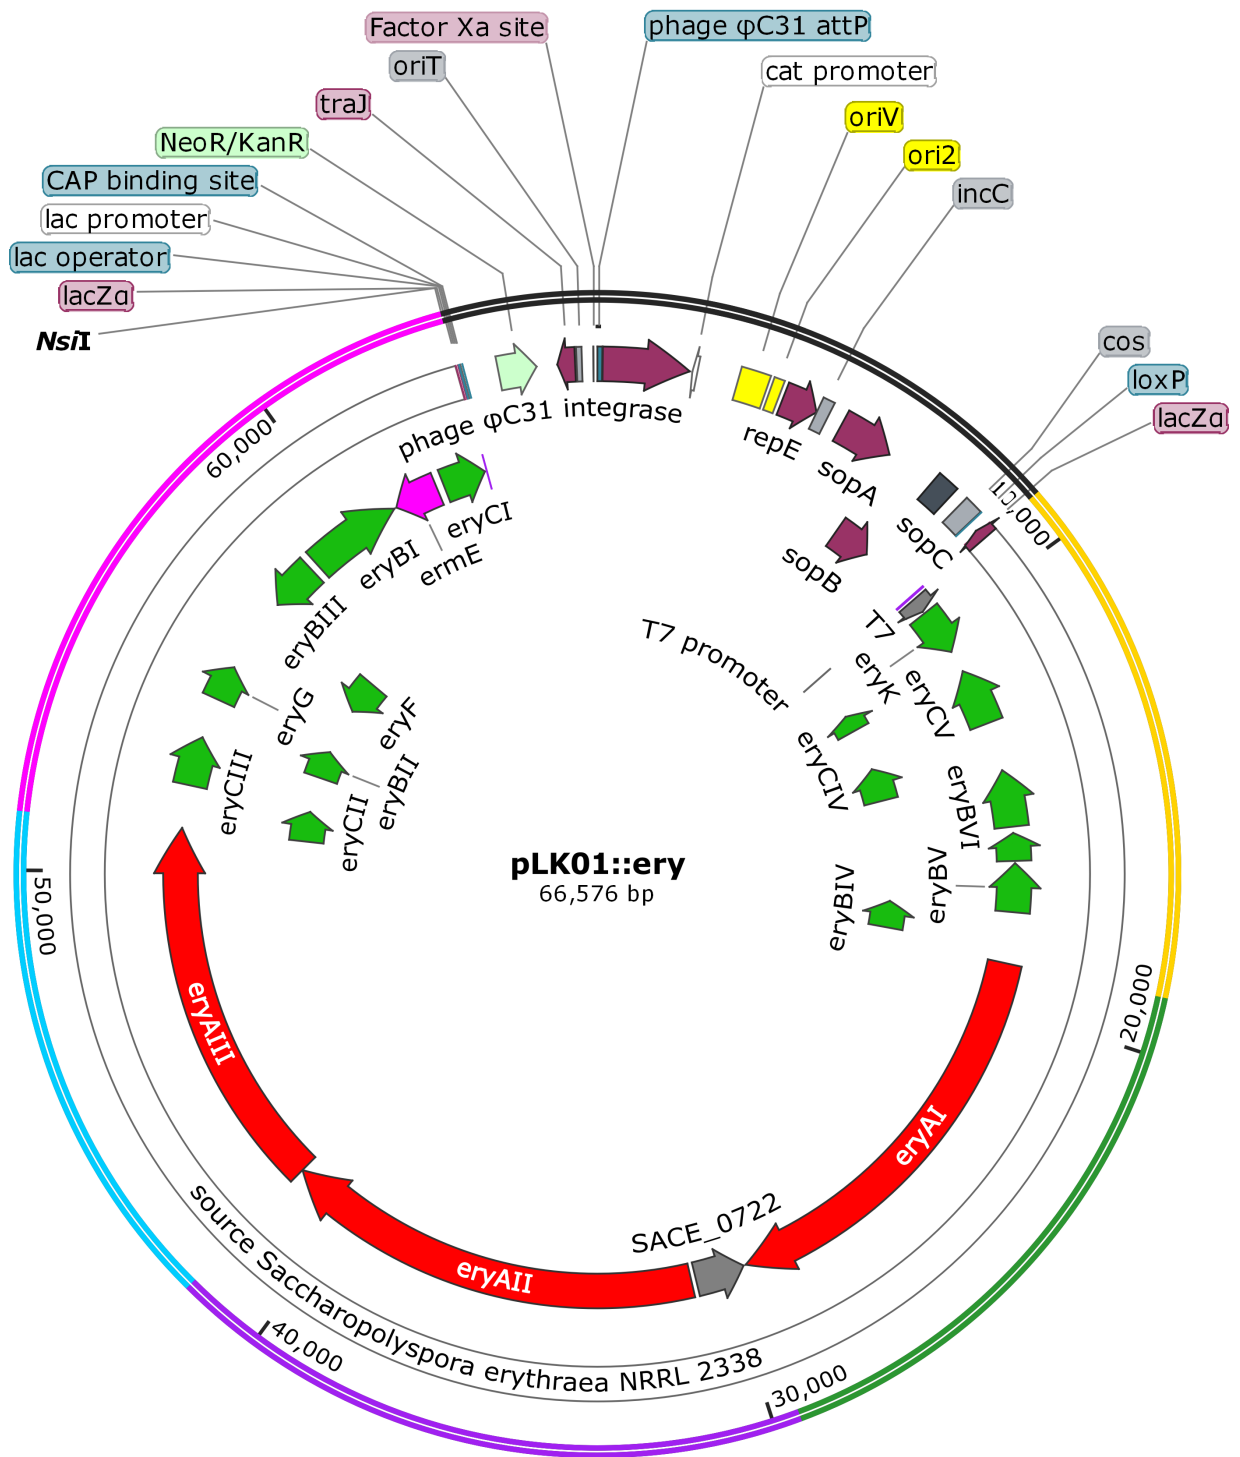 Factor Xa site
phage φC31 attP
oriT
cat promoter
traJ
oriV
NeoR/KanR
ori2
CAP binding site
incC
lac promoter
lac operator
lacZα
NsiI
cos
loxP
lacZα
10,000
20,000
30,000
40,000
50,000
60,000
phage φC31 integrase
repE
sopA
sopB
sopC
T7
T7 promoter
eryK
eryCV
eryCIV
eryBVI
eryBV
eryBIV
eryAI
SACE_0722
eryAII
eryAIII
source Saccharopolyspora erythraea NRRL 2338
eryCIII
eryCII
eryBII
eryG
eryF
eryBIII
eryBI
ermE
eryCI
pLK01::ery
66,576 bp